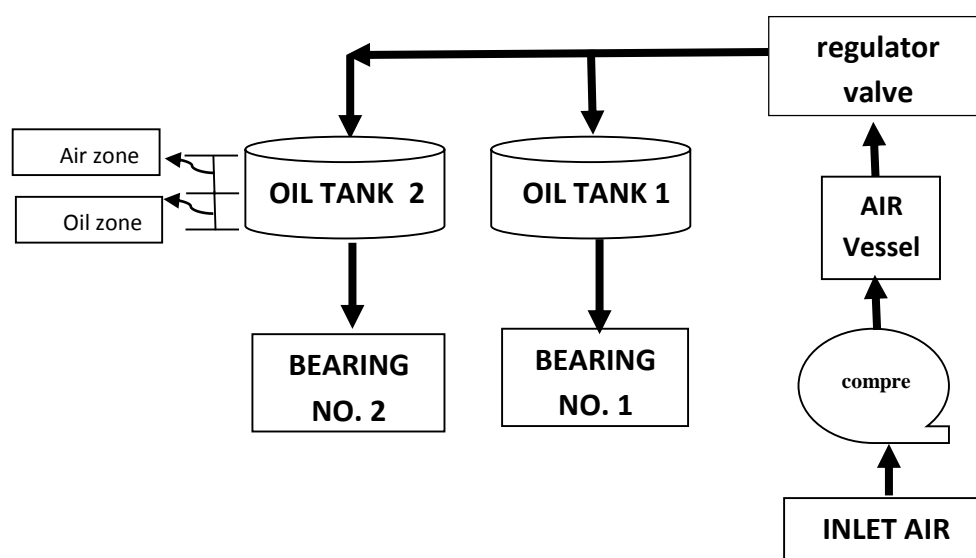 regulator
valve
Air zone
Oil zone
OIL TANK  2
OIL TANK 1
AIR
Vessel
BEARING
NO. 2
BEARING
NO. 1
compre
INLET AIR